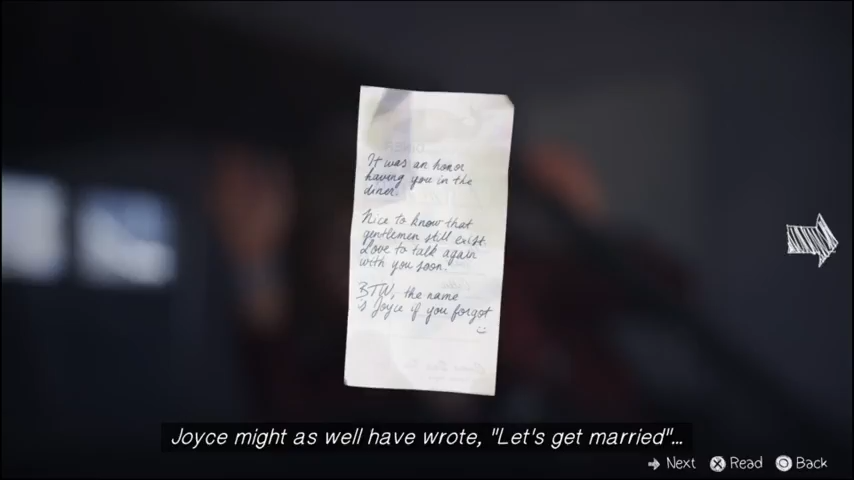 It was an honor
having you in the
diner.
Nice to know that
gentlemen still exist.
Love to talk again
with you soon.
BTW, the name
is Joyce if you forgot
Joyce might as well have wrote, "Let's get married"...
Next Read Back